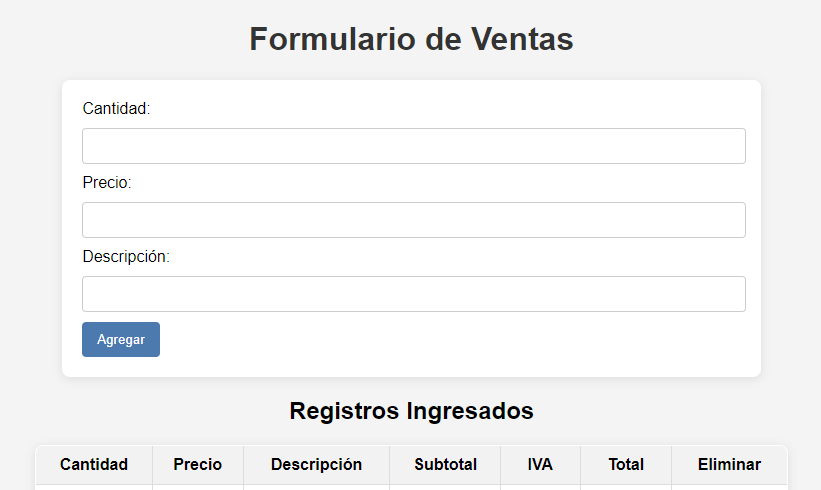 Formulario de Ventas
Cantidad:
Precio:
Descripción:
Agregar
Registros Ingresados
Cantidad Precio Descripción Subtotal IVA Total Eliminar